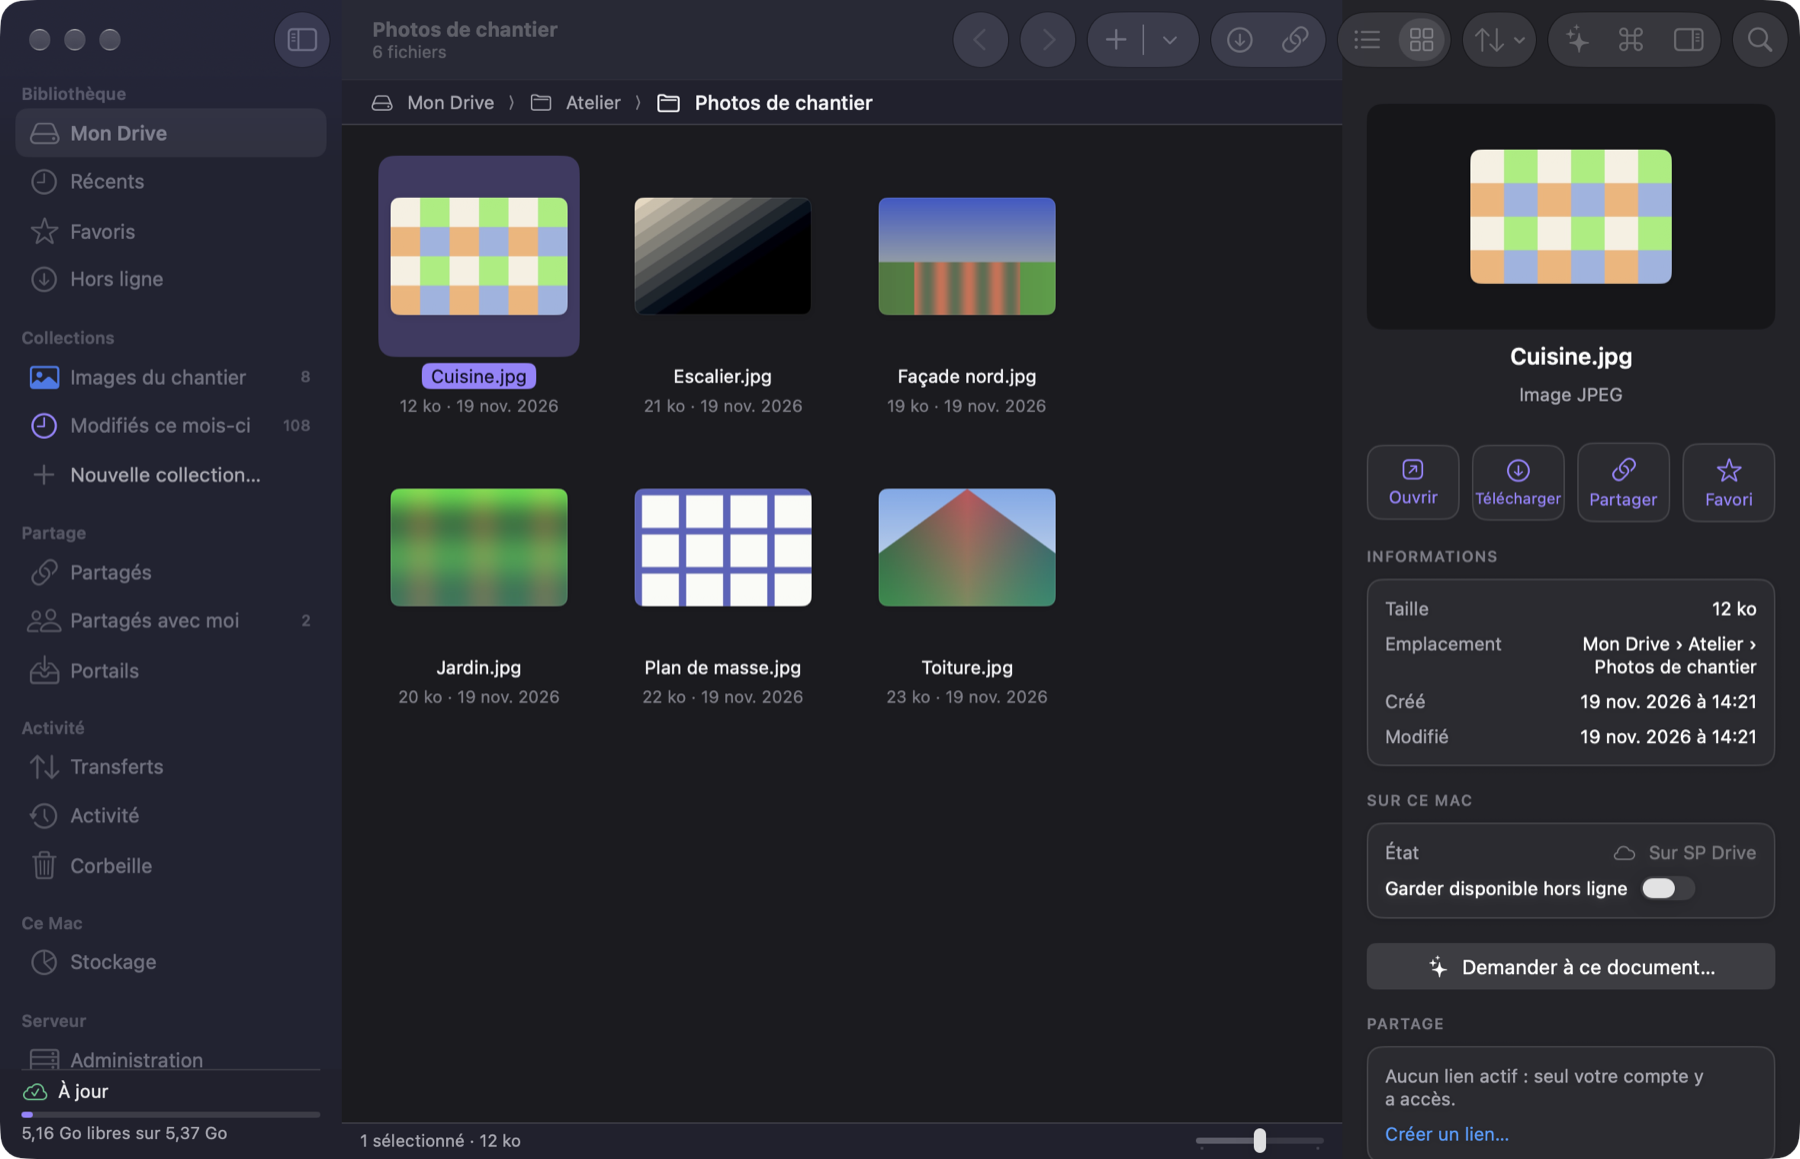 Photos de chantier
6 fichiers
Bibliothèque
Mon Drive
Récents
Favoris
Hors ligne
Collections
Images du chantier 8
Modifiés ce mois-ci 108
Nouvelle collection...
Partage
Partagés
Partagés avec moi 2
Portails
Activité
Transferts
Activité
Corbeille
Ce Mac
Stockage
Serveur
Administration
À jour
5,16 Go libres sur 5,37 Go
Mon Drive 〉 Atelier 〉 Photos de chantier
Cuisine.jpg
12 ko · 19 nov. 2026
Escalier.jpg
21 ko · 19 nov. 2026
Façade nord.jpg
19 ko · 19 nov. 2026
Jardin.jpg
20 ko · 19 nov. 2026
Plan de masse.jpg
22 ko · 19 nov. 2026
Toiture.jpg
23 ko · 19 nov. 2026
1 sélectionné · 12 ko
Cuisine.jpg
Image JPEG
Ouvrir
Télécharger
Partager
Favori
INFORMATIONS
Taille 12 ko
Emplacement Mon Drive › Atelier ›
Photos de chantier
Créé 19 nov. 2026 à 14:21
Modifié 19 nov. 2026 à 14:21
SUR CE MAC
État Sur SP Drive
Garder disponible hors ligne
Demander à ce document...
PARTAGE
Aucun lien actif : seul votre compte y
a accès.
Créer un lien...